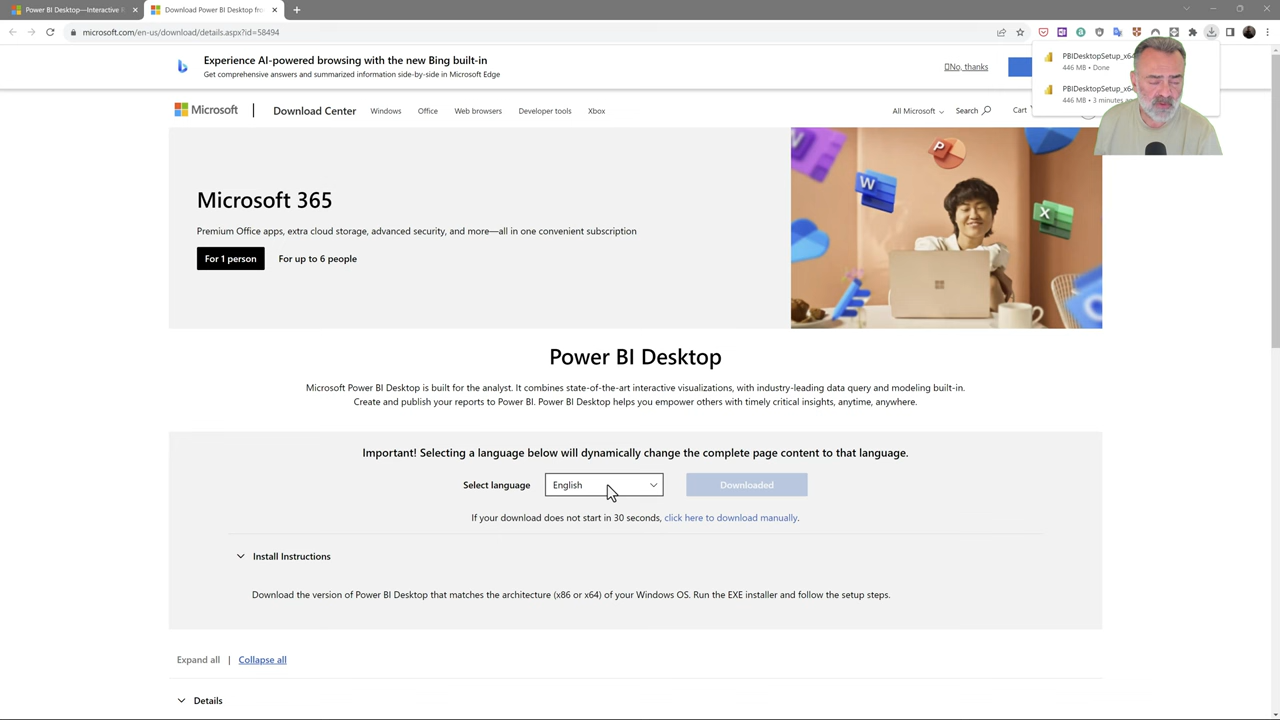 Power BI Desktop—Interactive R
Download Power BI Desktop fro
microsoft.com/en-us/download/details.aspx?id=58494
Experience AI-powered browsing with the new Bing built-in
Get comprehensive answers and summarized information side-by-side in Microsoft Edge
No, thanks
PBIDesktopSetup_x64
446 MB • Done
PBIDesktopSetup_x64
446 MB • 3 minutes
Microsoft
Download Center
Windows
Office
Web browsers
Developer tools
Xbox
All Microsoft
Search
Cart
Microsoft 365
Premium Office apps, extra cloud storage, advanced security, and more—all in one convenient subscription
For 1 person
For up to 6 people
W
P
X
Power BI Desktop
Microsoft Power BI Desktop is built for the analyst. It combines state-of-the-art interactive visualizations, with industry-leading data query and modeling built-in.
Create and publish your reports to Power BI. Power BI Desktop helps you empower others with timely critical insights, anytime, anywhere.
Important! Selecting a language below will dynamically change the complete page content to that language.
Select language
English
Downloaded
If your download does not start in 30 seconds, click here to download manually.
Install Instructions
Download the version of Power BI Desktop that matches the architecture (x86 or x64) of your Windows OS. Run the EXE installer and follow the setup steps.
Expand all | Collapse all
Details